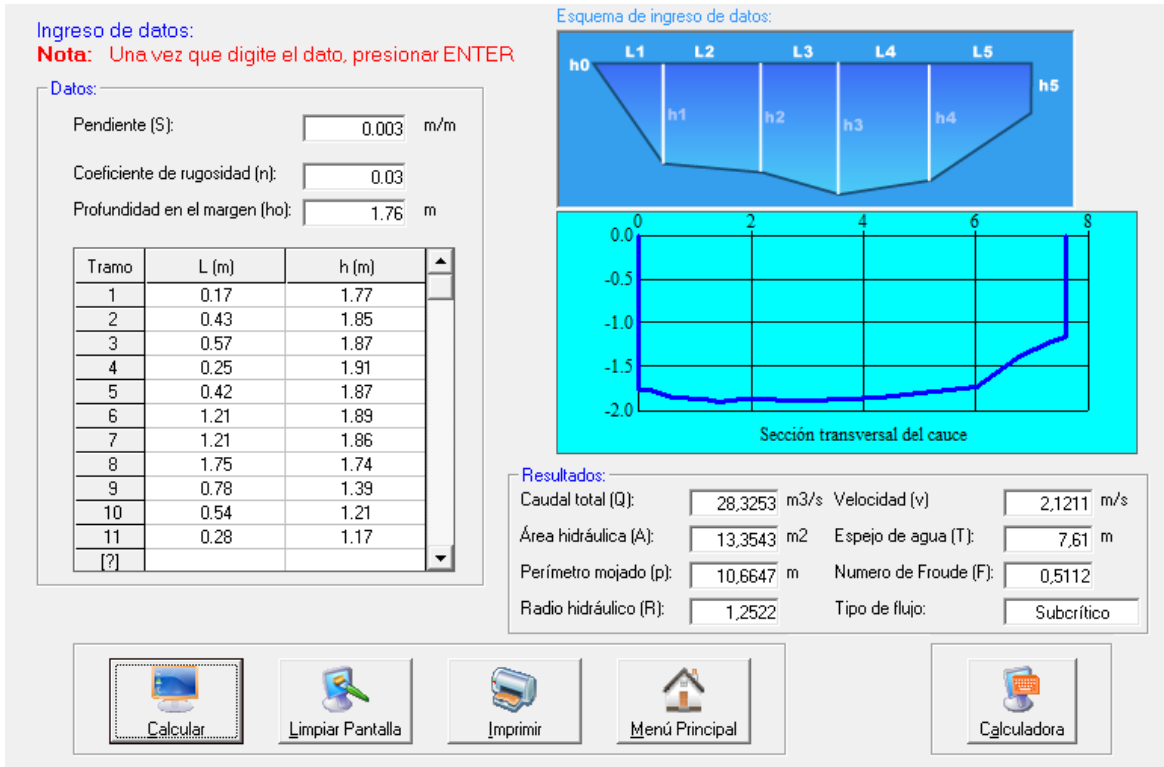 Ingreso de datos:
Nota: Una vez que digite el dato, presionar ENTER
Datos:
Pendiente (S): 0.003 m/m
Coeficiente de rugosidad (n): 0.03
Profundidad en el margen (ho): 1.76 m
Tramo L (m) h (m)
1 0.17 1.77
2 0.43 1.85
3 0.57 1.87
4 0.25 1.91
5 0.42 1.87
6 1.21 1.89
7 1.21 1.86
8 1.75 1.74
9 0.78 1.39
10 0.54 1.21
11 0.28 1.17
[?]
Esquema de ingreso de datos:
L1 L2 L3 L4 L5
h0 h5
h1 h2 h3 h4
0 2 4 6 8
0.0
-0.5
-1.0
-1.5
-2.0
Sección transversal del cauce
Resultados:
Caudal total (Q): 28,3253 m3/s Velocidad (v) 2,1211 m/s
Área hidráulica (A): 13,3543 m2 Espejo de agua (T): 7,61 m
Perímetro mojado (p): 10,6647 m Numero de Froude (F): 0,5112
Radio hidráulico (R): 1,2522 Tipo de flujo: Subcrítico
Calcular Limpiar Pantalla Imprimir Menú Principal Calculadora